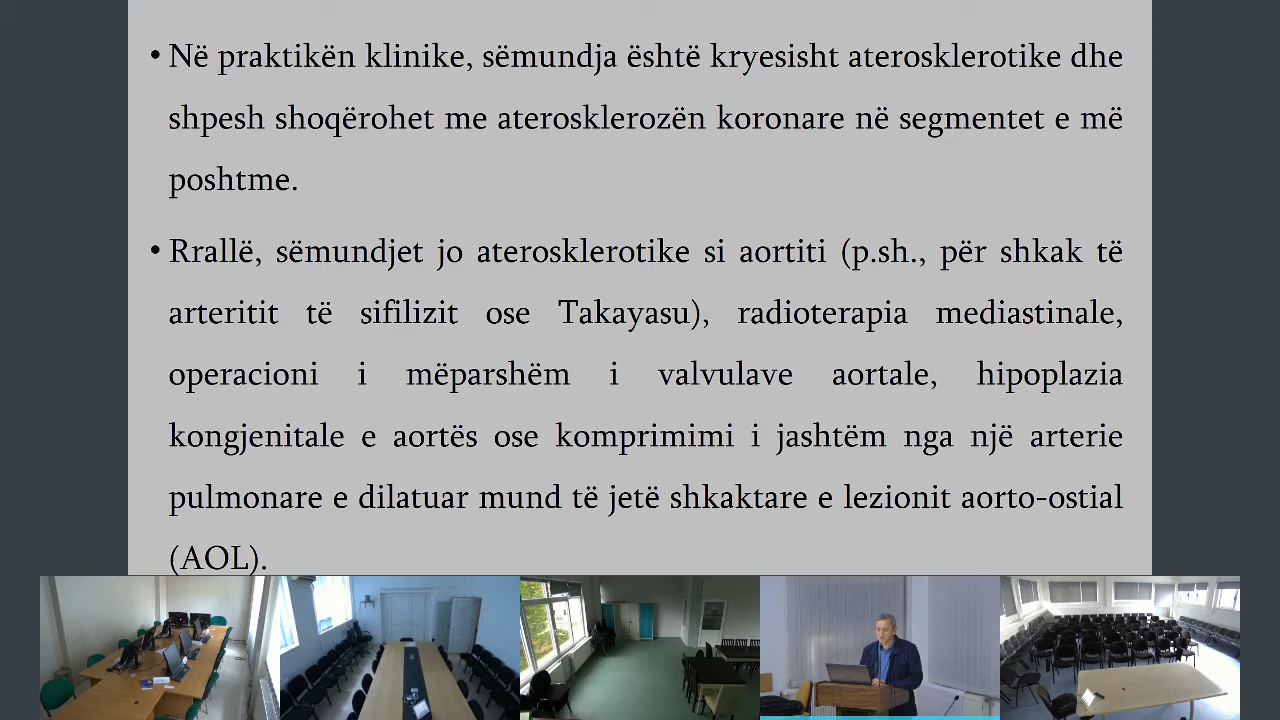 • Në praktikën klinike, sëmundja është kryesisht aterosklerotike dhe
shpesh shoqërohet me aterosklerozën koronare në segmentet e më
poshtme.
• Rrallë, sëmundjet jo aterosklerotike si aortiti (p.sh., për shkak të
arteritit të sifilizit ose Takayasu), radioterapia mediastinale,
operacioni i mëparshëm i valvulave aortale, hipoplazia
kongjenitale e aortës ose komprimimi i jashtëm nga një arterie
pulmonare e dilatuar mund të jetë shkaktare e lezionit aorto-ostial
(AOL).